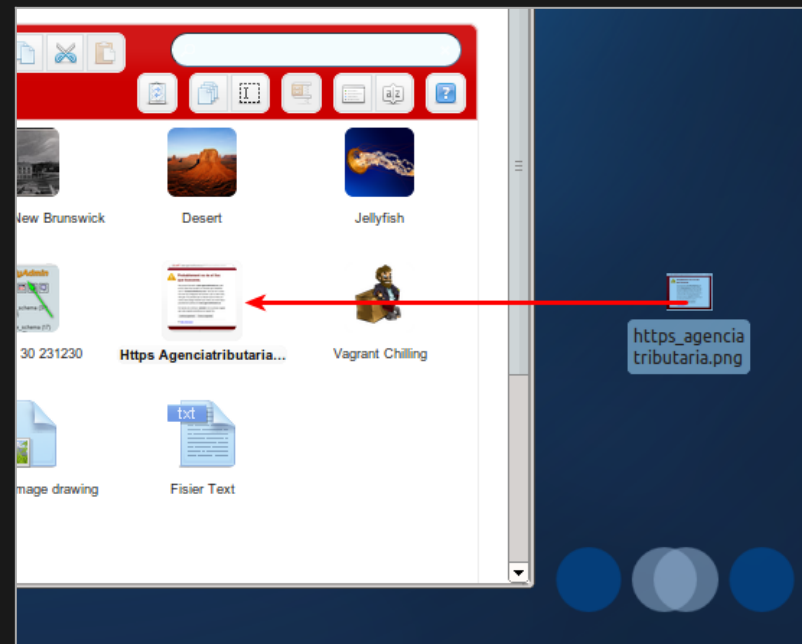 New Brunswick
Desert
Jellyfish
30 231230
Https Agenciatributaria...
Vagrant Chilling
https_agencia
tributaria.png
txt
mage drawing
Fisier Text